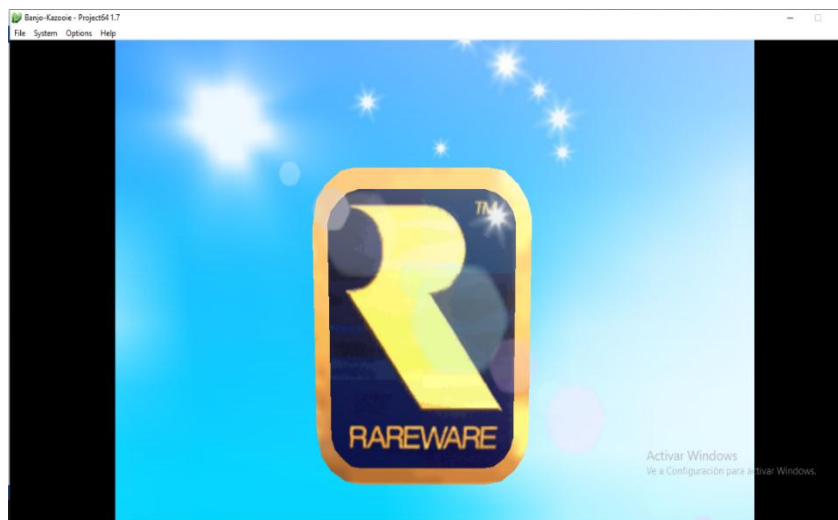 Banjo-Kazooie - Project64 1.7
File System Options Help
TM
RAREWARE
Activar Windows
Ve a Configuración para activar Windows.